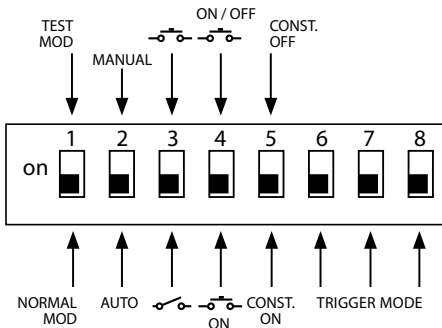 ON / OFF
TEST
MOD
CONST.
OFF
MANUAL
1 2 3 4 5 6 7 8
on
NORMAL
MOD
AUTO
ON
CONST.
ON
TRIGGER MODE